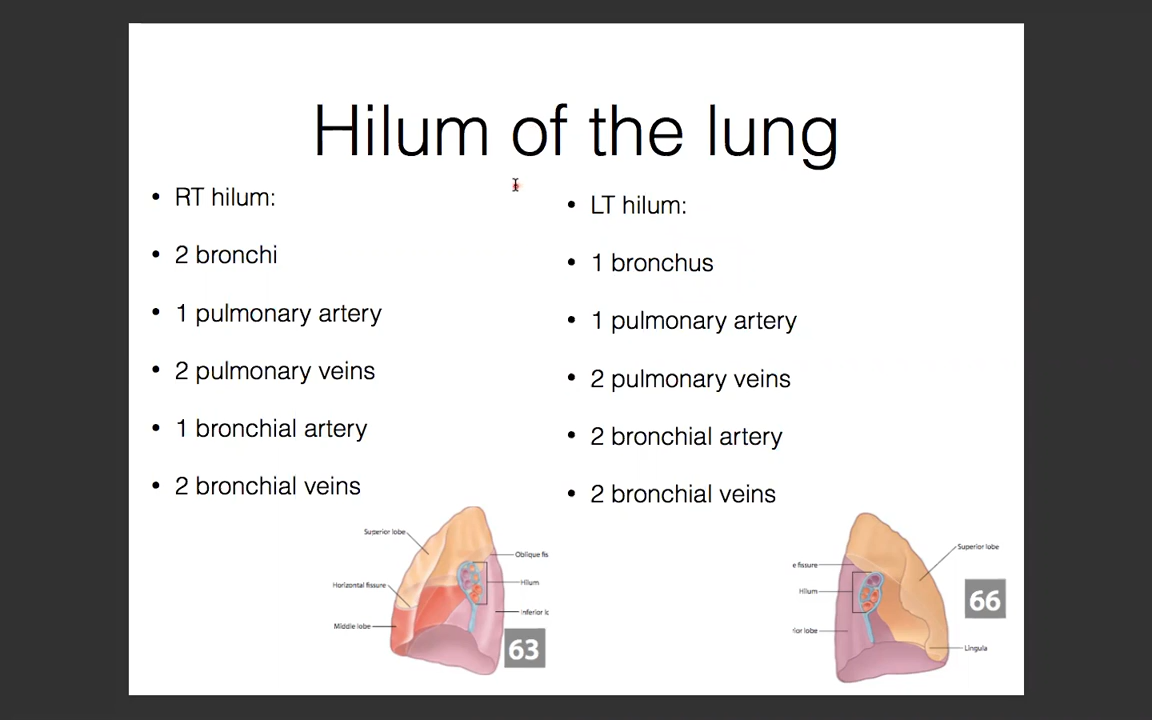 Hilum of the lung
• RT hilum:
• 2 bronchi
• 1 pulmonary artery
• 2 pulmonary veins
• 1 bronchial artery
• 2 bronchial veins
• LT hilum:
• 1 bronchus
• 1 pulmonary artery
• 2 pulmonary veins
• 2 bronchial artery
• 2 bronchial veins
Superior lobe
Oblique fis
Horizontal fissure
Hilum
Inferior lc
Middle lobe
63
Superior lobe
e fissure
Hilum
66
rior lobe
Lingula